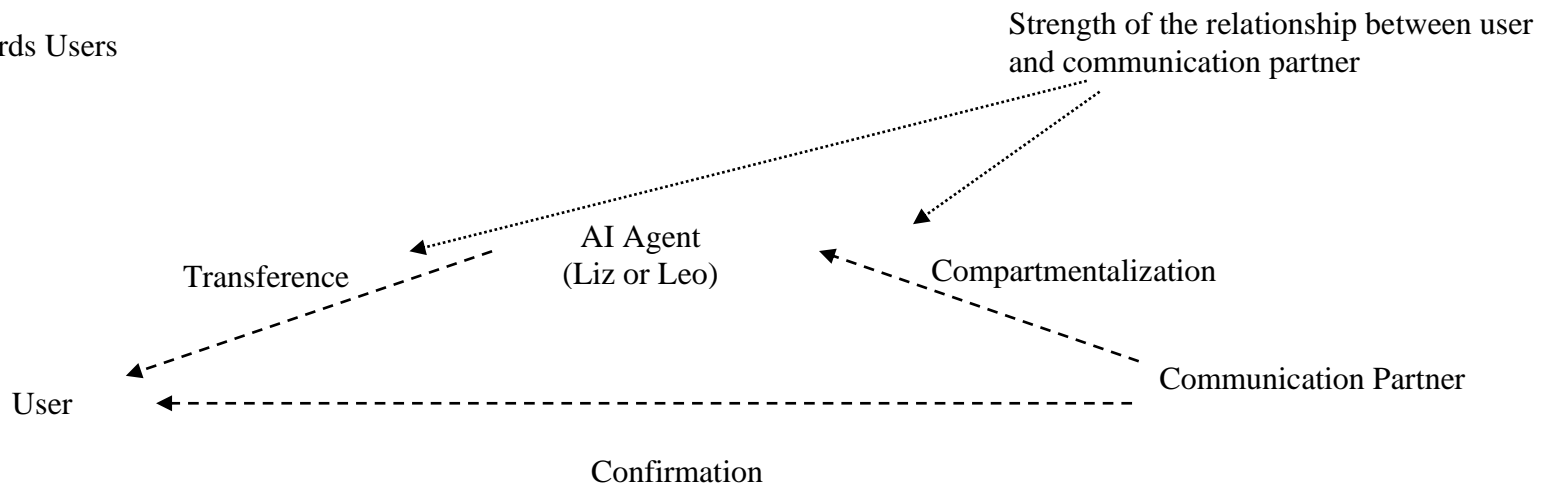 rds Users
Strength of the relationship between user
and communication partner
AI Agent
(Liz or Leo)
Transference
Compartmentalization
Communication Partner
User
Confirmation